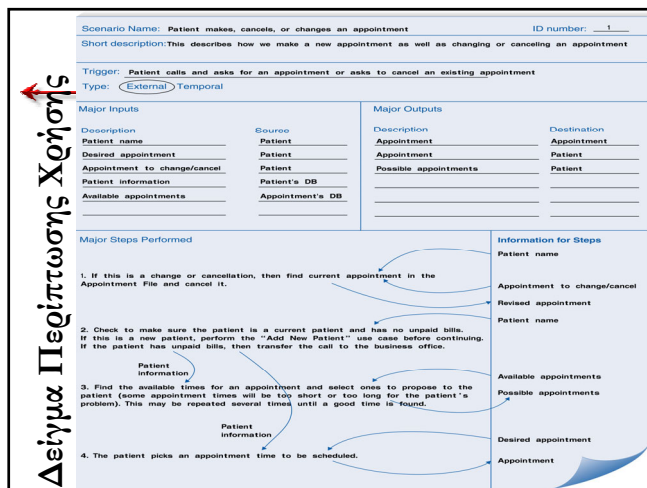 Δείγμα Περίπτωσης Χρήσης
Scenario Name: Patient makes, cancels, or changes an appointment ID number: 1
Short description: This describes how we make a new appointment as well as changing or canceling an appointment
Trigger: Patient calls and asks for an appointment or asks to cancel an existing appointment
Type: External Temporal
Major Inputs
Description Source
Patient name Patient
Desired appointment Patient
Appointment to change/cancel Patient
Patient information Patient's DB
Available appointments Appointment's DB
Major Outputs
Description Destination
Appointment Appointment
Appointment Patient
Possible appointments Patient
Major Steps Performed
1. If this is a change or cancellation, then find current appointment in the
Appointment File and cancel it.
2. Check to make sure the patient is a current patient and has no unpaid bills.
If this is a new patient, perform the "Add New Patient" use case before continuing.
If the patient has unpaid bills, then transfer the call to the business office.
Patient
information
3. Find the available times for an appointment and select ones to propose to the
patient (some appointment times will be too short or too long for the patient's
problem). This may be repeated several times until a good time is found.
Patient
information
4. The patient picks an appointment time to be scheduled.
Information for Steps
Patient name
Appointment to change/cancel
Revised appointment
Patient name
Available appointments
Possible appointments
Desired appointment
Appointment